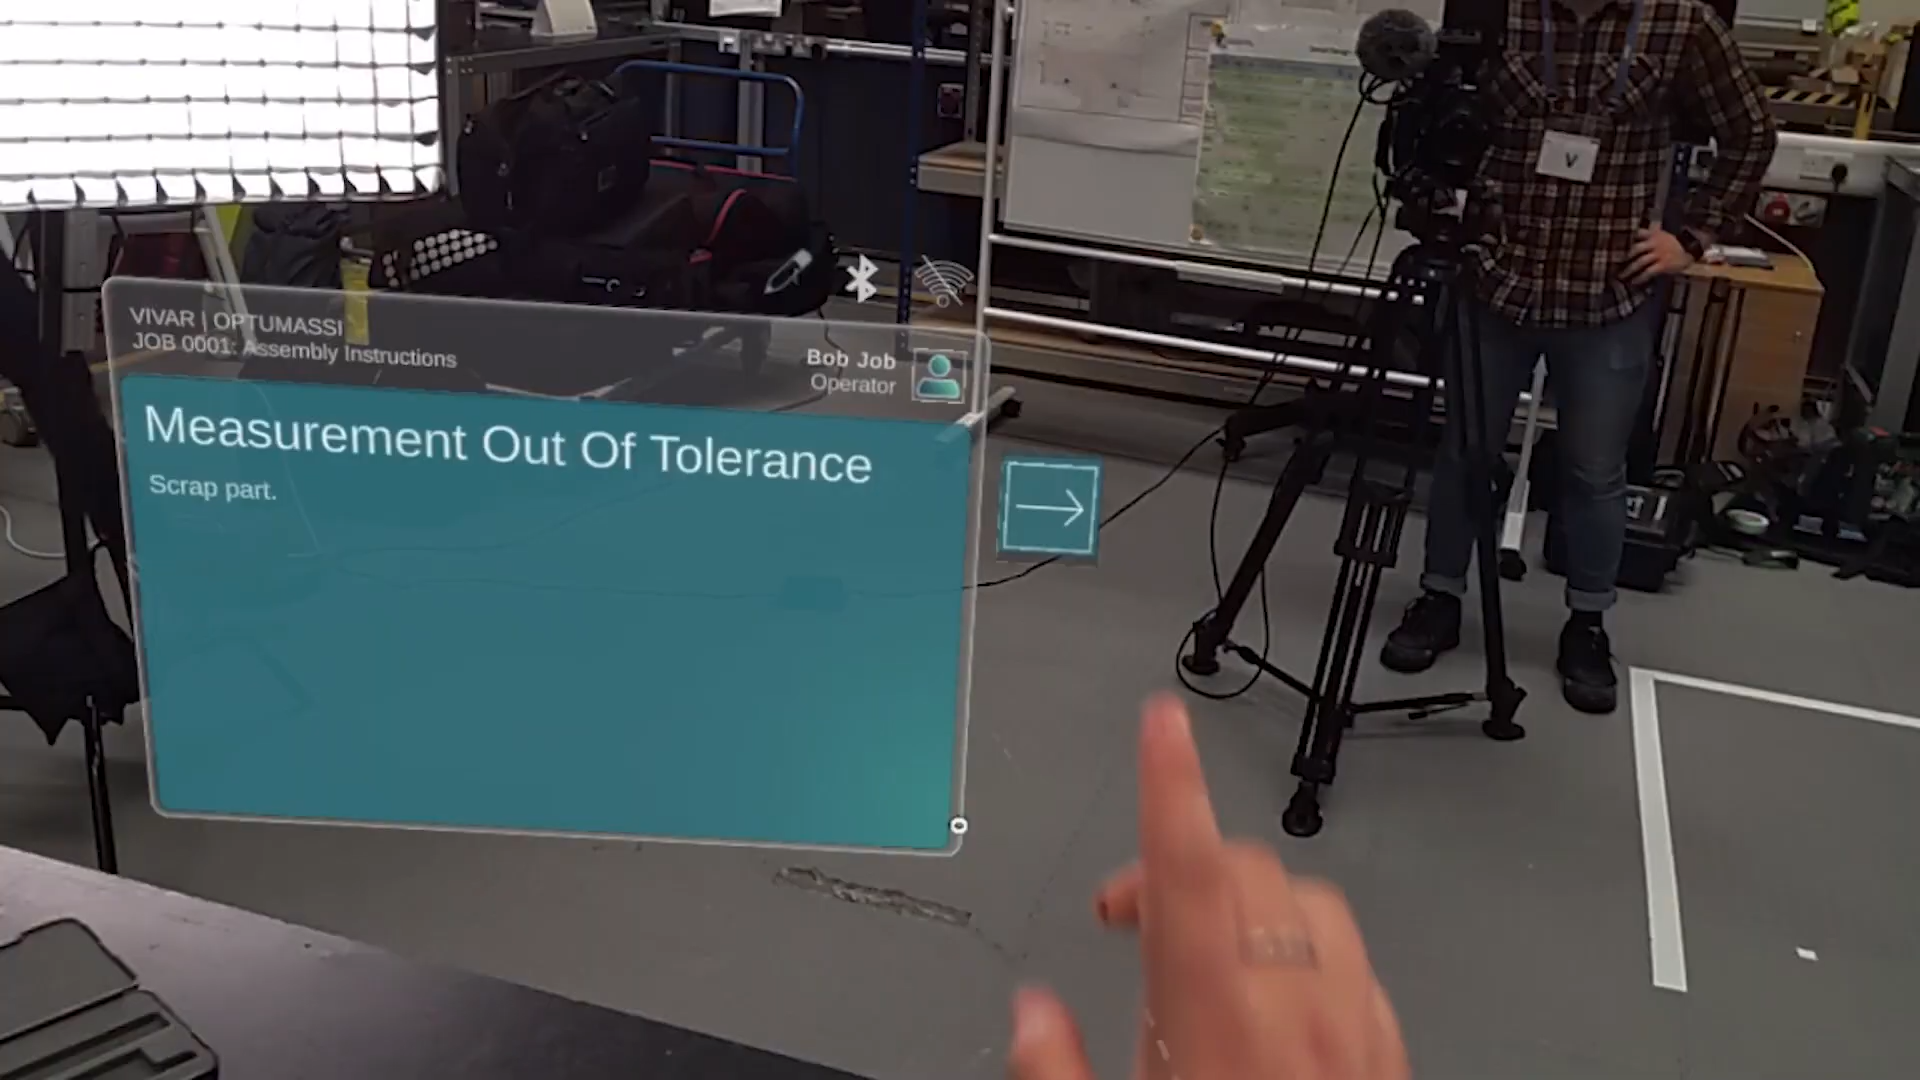 VIVAR | OPTUMASSI
JOB 0001: Assembly Instructions
Bob Job
Operator
Measurement Out Of Tolerance
Scrap part.
V